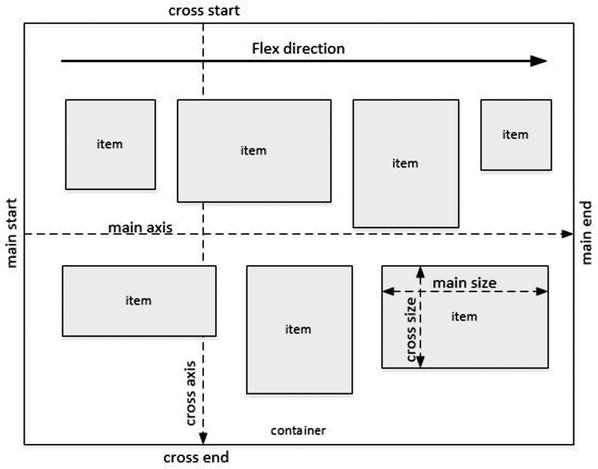 cross start
Flex direction
item
item
item
item
main start
main axis
main end
item
item
main size
cross size
item
cross axis
container
cross end